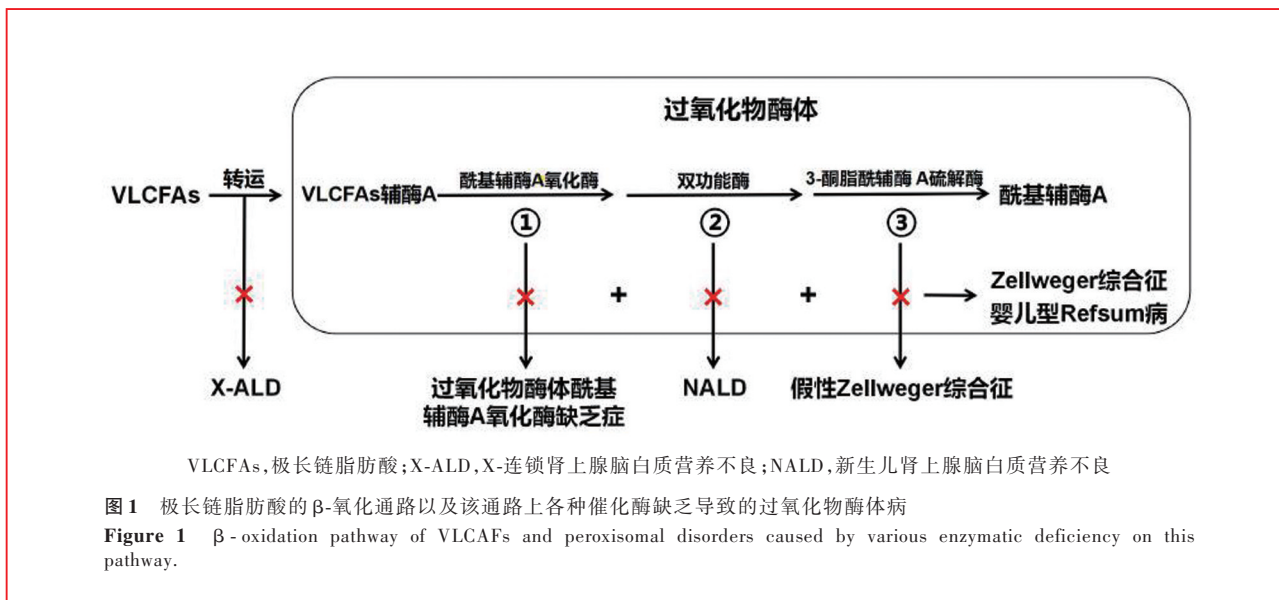 过氧化物酶体
VLCFAs
转运
VLCFAs辅酶A
酰基辅酶A氧化酶
双功能酶
3-酮脂酰辅酶 A硫解酶
酰基辅酶A
①
②
③
+
+
Zellweger综合征
婴儿型Refsum病
X-ALD
过氧化物酶体酰基
辅酶A氧化酶缺乏症
NALD
假性Zellweger综合征
VLCFAs,极长链脂肪酸;X-ALD,X-连锁肾上腺脑白质营养不良;NALD,新生儿肾上腺脑白质营养不良
图1 极长链脂肪酸的β-氧化通路以及该通路上各种催化酶缺乏导致的过氧化物酶体病
Figure 1 β-oxidation pathway of VLCAFs and peroxisomal disorders caused by various enzymatic deficiency on this
pathway.